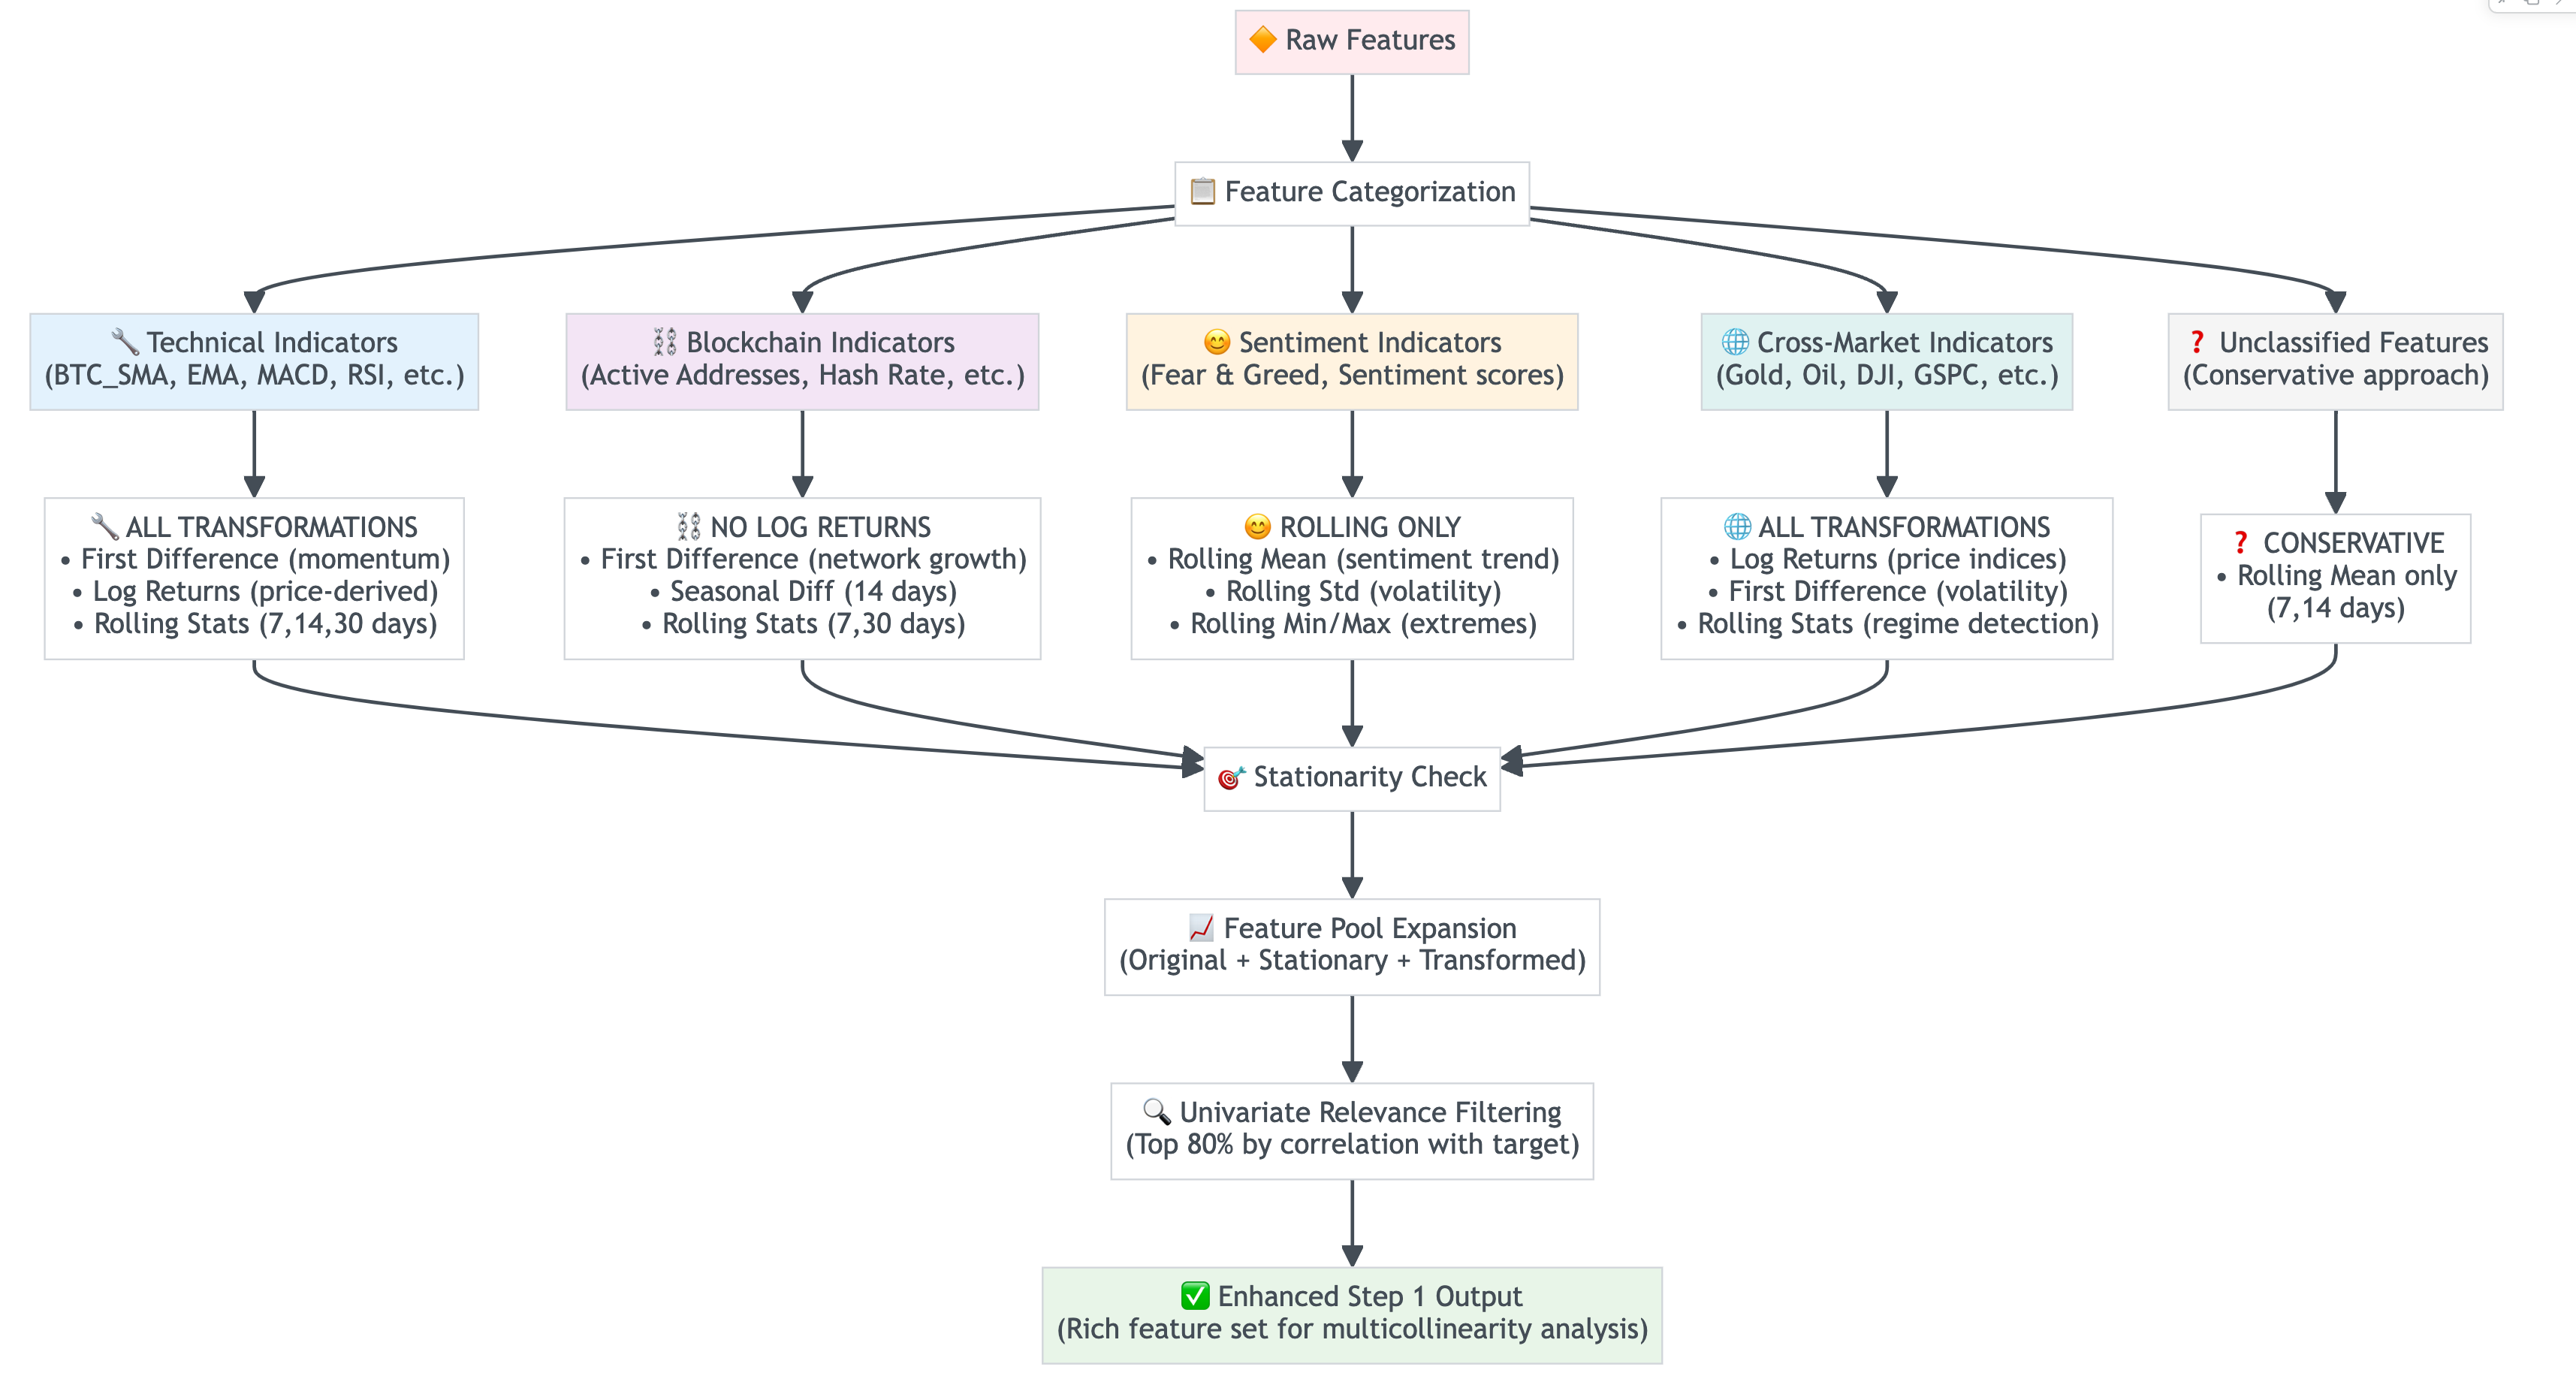 🔶 Raw Features
📋 Feature Categorization
🔧 Technical Indicators
(BTC_SMA, EMA, MACD, RSI, etc.)
⛓️ Blockchain Indicators
(Active Addresses, Hash Rate, etc.)
😊 Sentiment Indicators
(Fear & Greed, Sentiment scores)
🌐 Cross-Market Indicators
(Gold, Oil, DJI, GSPC, etc.)
❓ Unclassified Features
(Conservative approach)
🔧 ALL TRANSFORMATIONS
• First Difference (momentum)
• Log Returns (price-derived)
• Rolling Stats (7,14,30 days)
⛓️ NO LOG RETURNS
• First Difference (network growth)
• Seasonal Diff (14 days)
• Rolling Stats (7,30 days)
😊 ROLLING ONLY
• Rolling Mean (sentiment trend)
• Rolling Std (volatility)
• Rolling Min/Max (extremes)
🌐 ALL TRANSFORMATIONS
• Log Returns (price indices)
• First Difference (volatility)
• Rolling Stats (regime detection)
❓ CONSERVATIVE
• Rolling Mean only
(7,14 days)
🎯 Stationarity Check
📈 Feature Pool Expansion
(Original + Stationary + Transformed)
🔍 Univariate Relevance Filtering
(Top 80% by correlation with target)
✅ Enhanced Step 1 Output
(Rich feature set for multicollinearity analysis)